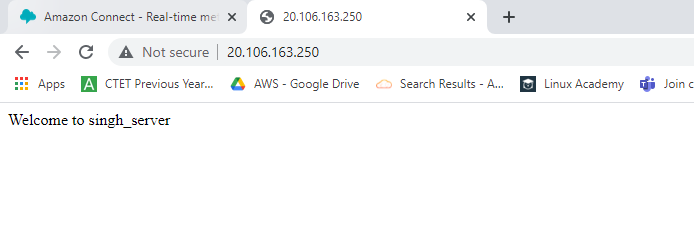 Amazon Connect - Real-time me
20.106.163.250
Not secure | 20.106.163.250
Apps
CTET Previous Year...
AWS - Google Drive
Search Results - A...
Linux Academy
Join c
Welcome to singh_server